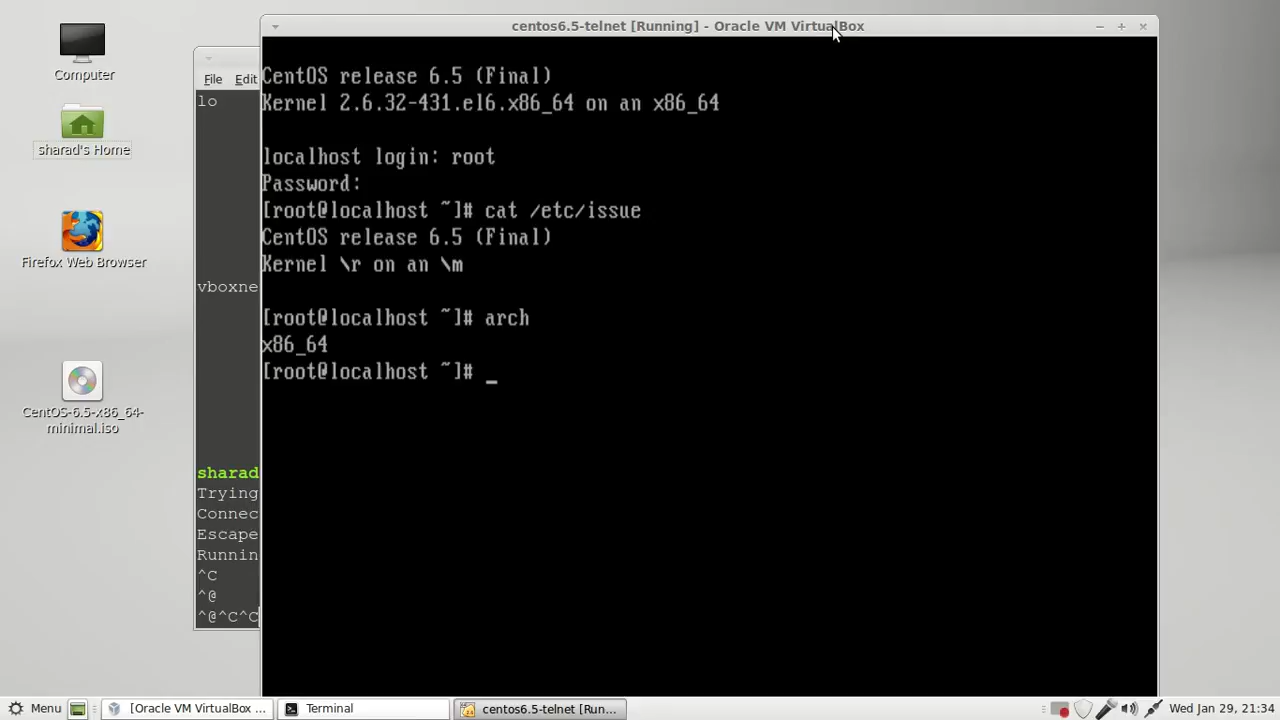 centos6.5-telnet [Running] - Oracle VM VirtualBox
Computer
sharad's Home
Firefox Web Browser
CentOS-6.5-x86_64-
minimal.iso
File Edit
lo
vboxne
sharad
Trying
Connec
Escape
Runnin
^C
^@
^@^C^C
CentOS release 6.5 (Final)
Kernel 2.6.32-431.el6.x86_64 on an x86_64
localhost login: root
Password:
[root@localhost ~]# cat /etc/issue
CentOS release 6.5 (Final)
Kernel \r on an \m
[root@localhost ~]# arch
x86_64
[root@localhost ~]# _
Menu
[Oracle VM VirtualBox ...
Terminal
centos6.5-telnet [Run...
Wed Jan 29, 21:34